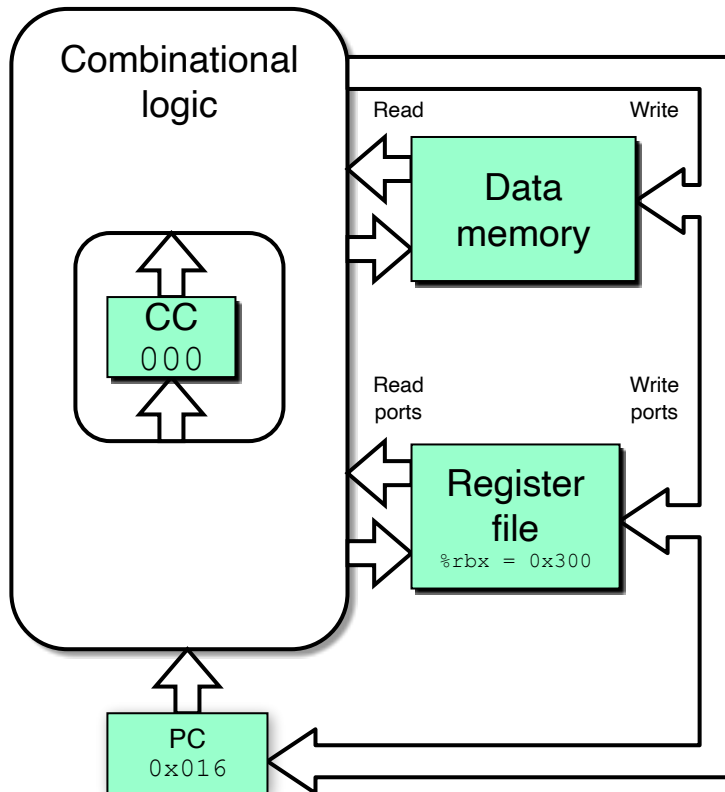 Combinational
logic
Read
Write
Data
memory
CC
000
Read
ports
Write
ports
Register
file
%rbx = 0x300
PC
0x016